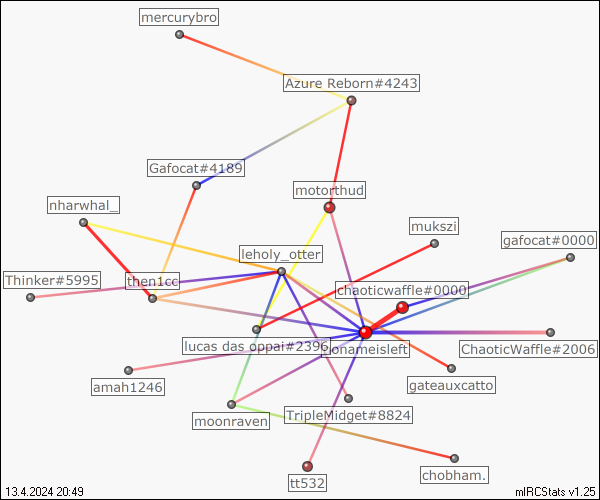 mercurybro
Azure Reborn#4243
Gafocat#4189
motorthud
nharwhal_
mukszi
gafocat#0000
leholy_otter
Thinker#5995
then1cc
chaoticwaffle#0000
lucas das oppai#2396
nonameisleft
ChaoticWaffle#2006
amah1246
gateauxcatto
TripleMidget#8824
moonraven
chobham.
tt532
13.4.2024 20:49
mIRCStats v1.25